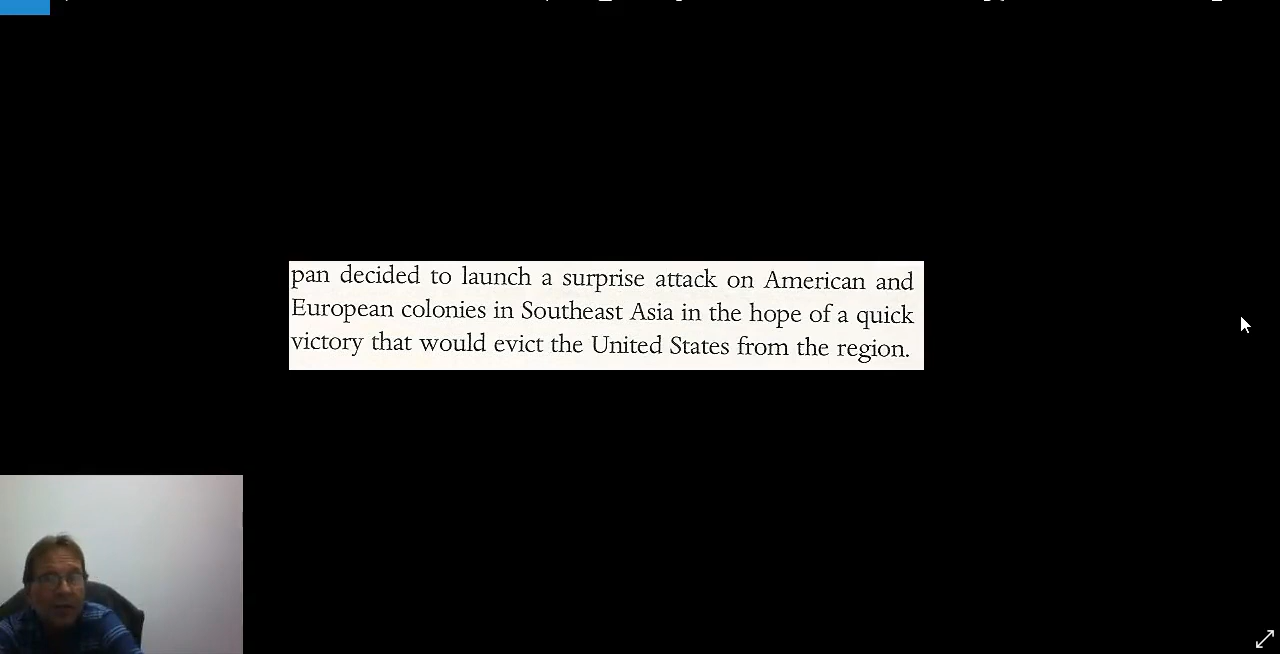 pan decided to launch a surprise attack on American and
European colonies in Southeast Asia in the hope of a quick
victory that would evict the United States from the region.